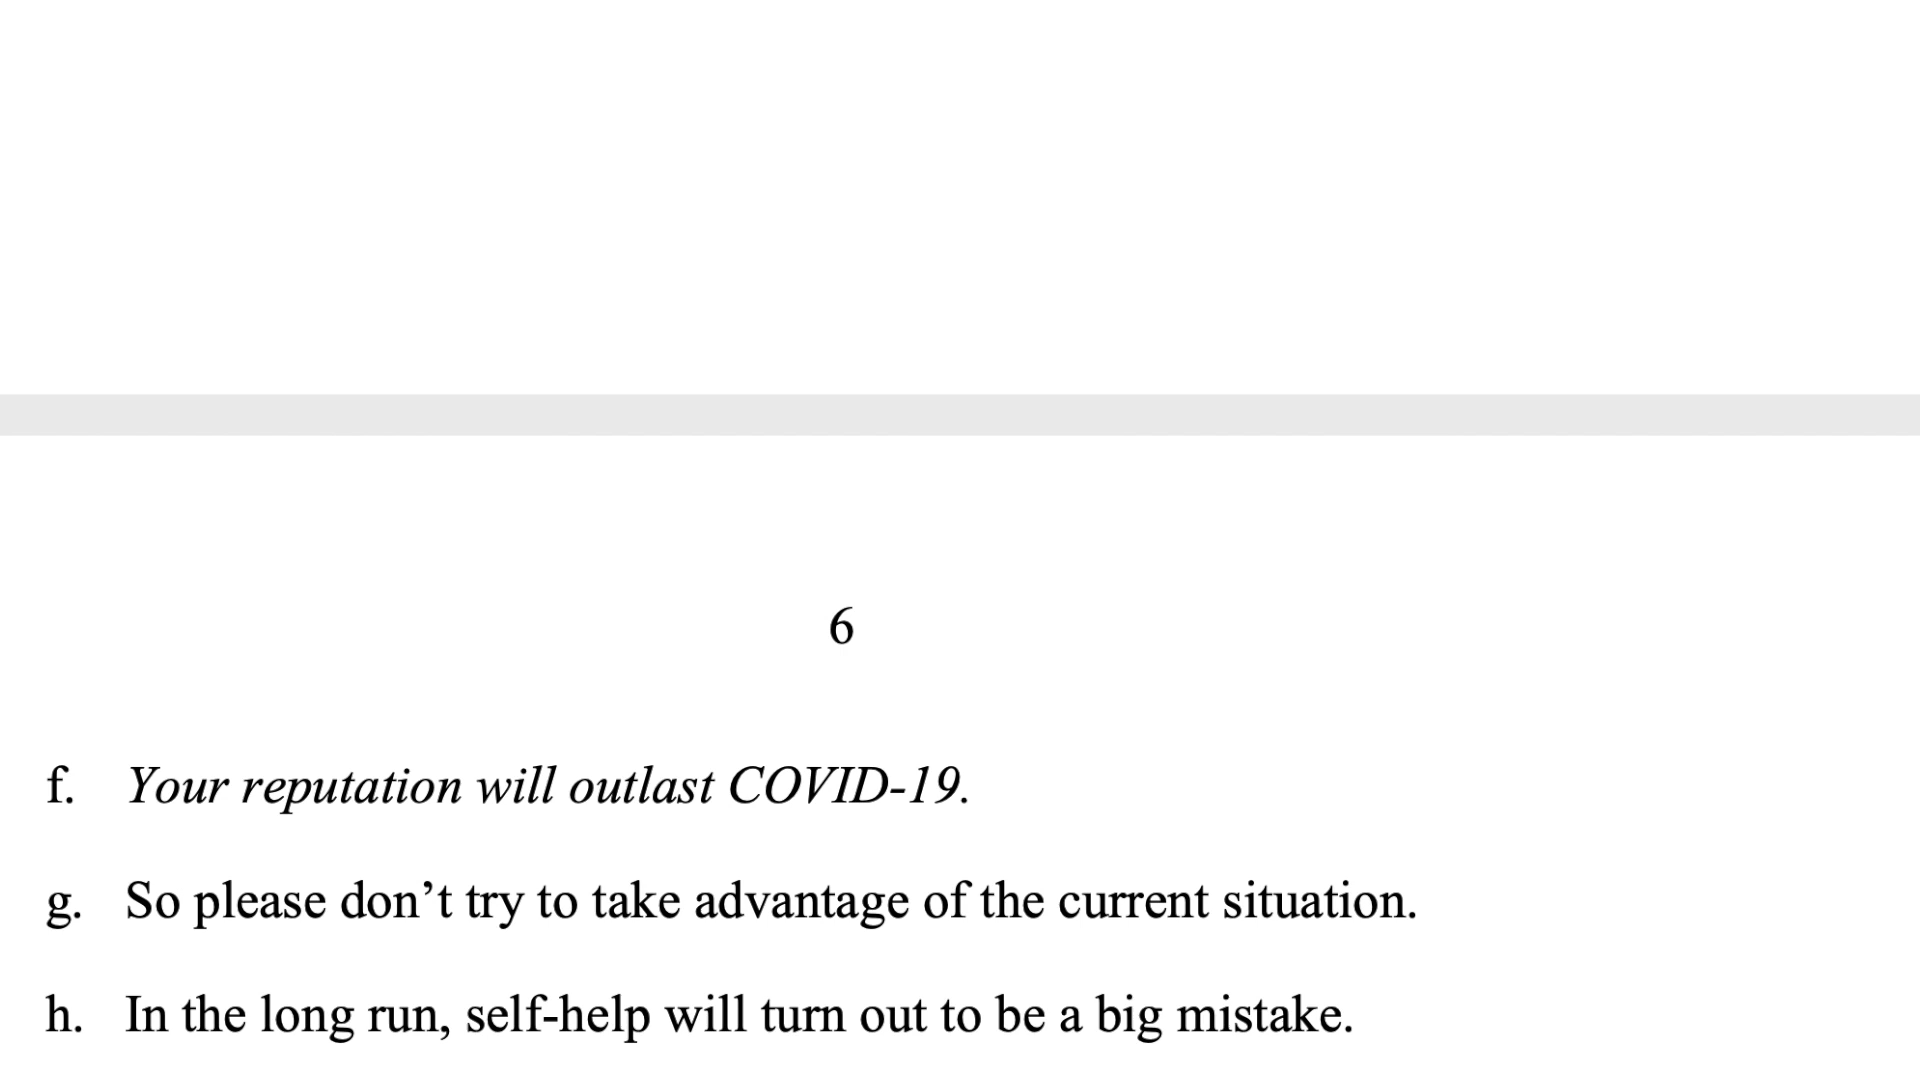 6
f. Your reputation will outlast COVID-19.
g. So please don’t try to take advantage of the current situation.
h. In the long run, self-help will turn out to be a big mistake.